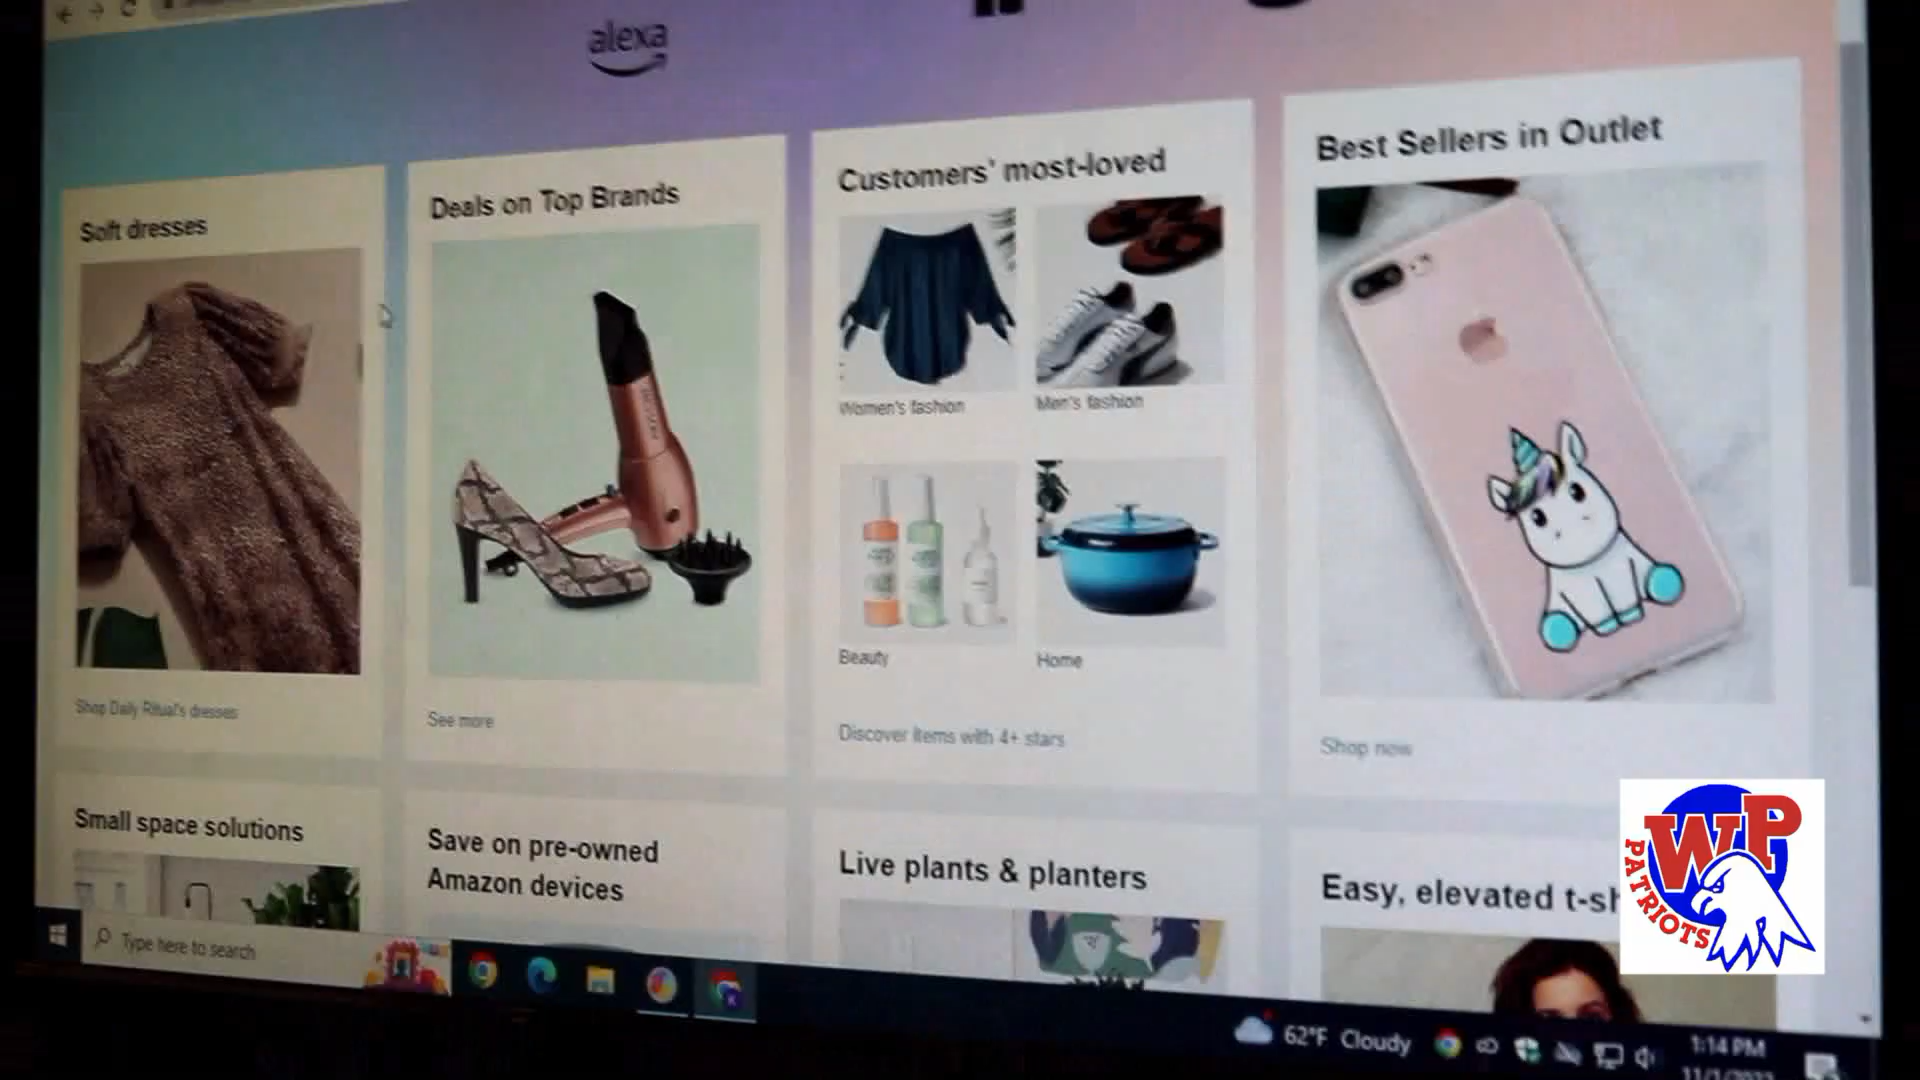 alexa
Soft dresses
Shop Daily Ritual's dresses
Deals on Top Brands
See more
Customers' most-loved
Women's fashion
Men's fashion
Beauty
Home
Discover items with 4+ stars
Best Sellers in Outlet
Shop now
Small space solutions
Save on pre-owned
Amazon devices
Live plants & planters
Easy, elevated t-sh
WP
PATRIOTS
Type here to search
62°F Cloudy
1:14 PM